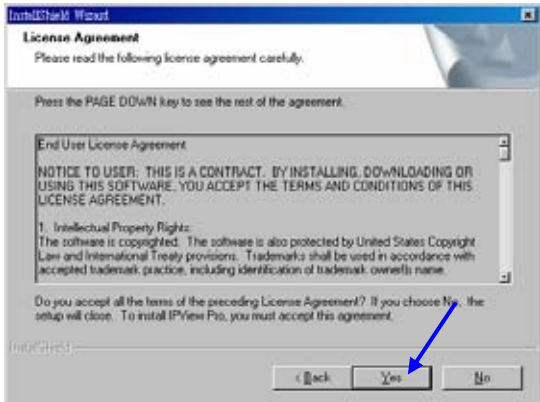 InstallShield Wizard
License Agreement
Please read the following license agreement carefully.
Press the PAGE DOWN key to see the rest of the agreement.
End User License Agreement
NOTICE TO USER: THIS IS A CONTRACT. BY INSTALLING, DOWNLOADING OR
USING THIS SOFTWARE, YOU ACCEPT THE TERMS AND CONDITIONS OF THIS
LICENSE AGREEMENT.
1. Intellectual Property Rights:
The software is copyrighted. The software is also protected by United States Copyright
Law and International Treaty provisions. Trademarks shall be used in accordance with
accepted trademark practice, including identification of trademark owner's name.
Do you accept all the terms of the preceding License Agreement? If you choose No, the
setup will close. To install IPView Pro, you must accept this agreement.
InstallShield
< Back
Yes
No